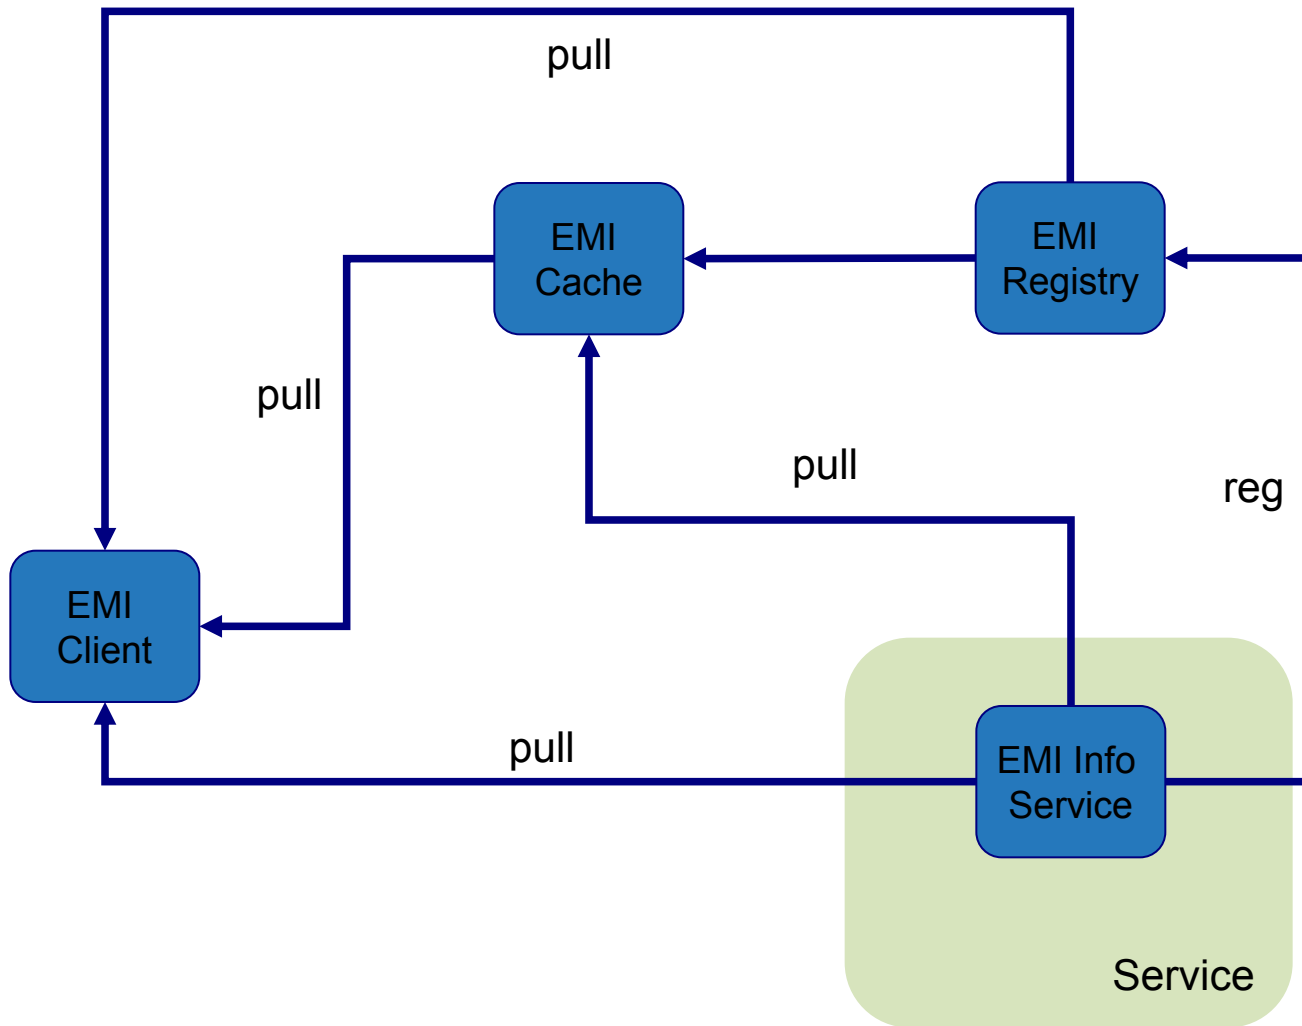 pull
EMI
Cache
EMI
Registry
pull
pull
reg
EMI
Client
pull
EMI Info
Service
Service